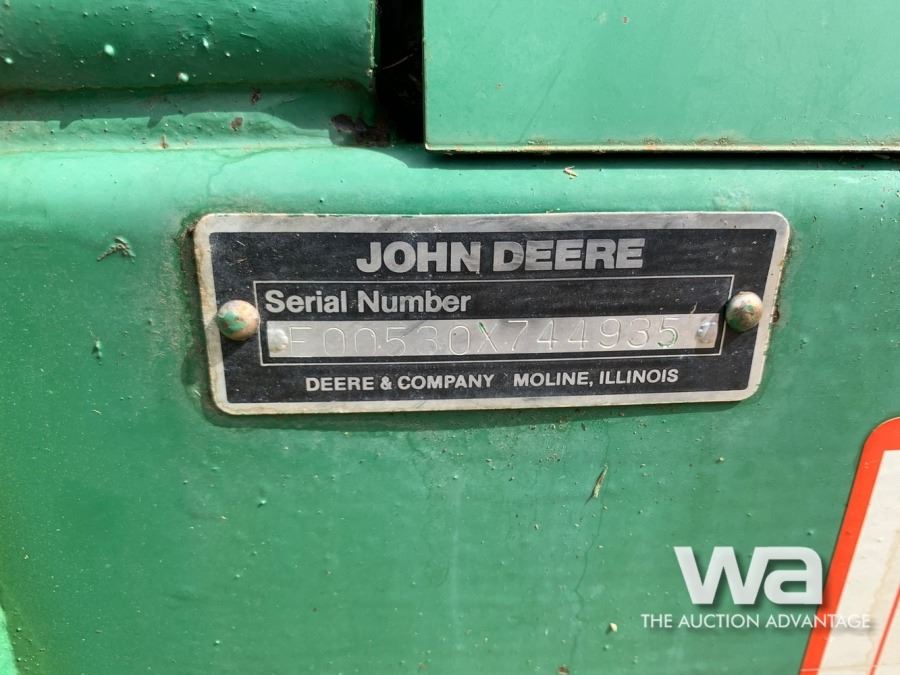 JOHN DEERE
Serial Number
E00530X744935
DEERE & COMPANY MOLINE, ILLINOIS
wa
THE AUCTION ADVANTAGE